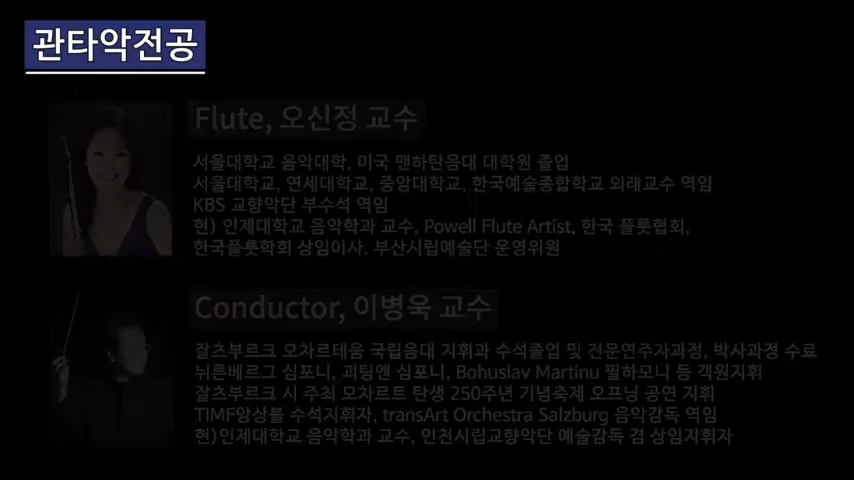 관타악전공
Flute, 오신정 교수
서울대학교 음악대학, 미국 맨하탄음대 대학원 졸업
서울대학교, 연세대학교, 중앙대학교, 한국예술종합학교 외래교수 역임
KBS 교향악단 부수석 역임
현) 인제대학교 음악학과 교수, Powell Flute Artist, 한국 플룻협회,
한국플룻학회 상임이사, 부산시립예술단 운영위원
Conductor, 이병욱 교수
잘츠부르크 모차르테움 국립음대 지휘과 수석졸업 및 전문연주자과정, 박사과정 수료
뉘른베르그 심포니, 괴팅엔 심포니, Bohuslav Martinu 필하모니 등 객원지휘
잘츠부르크 시 주최 모차르트 탄생 250주년 기념축제 오프닝 공연 지휘
TIMF앙상블 수석지휘자, transArt Orchestra Salzburg 음악감독 역임
현)인제대학교 음악학과 교수, 인천시립교향악단 예술감독 겸 상임지휘자